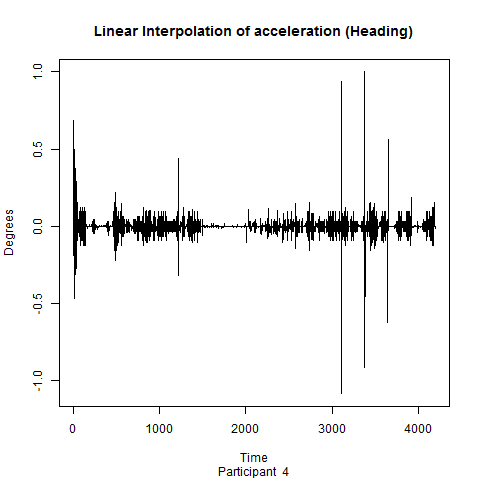 Linear Interpolation of acceleration (Heading)
Degrees
1.0
0.5
0.0
-0.5
-1.0
0 1000 2000 3000 4000
Time
Participant 4